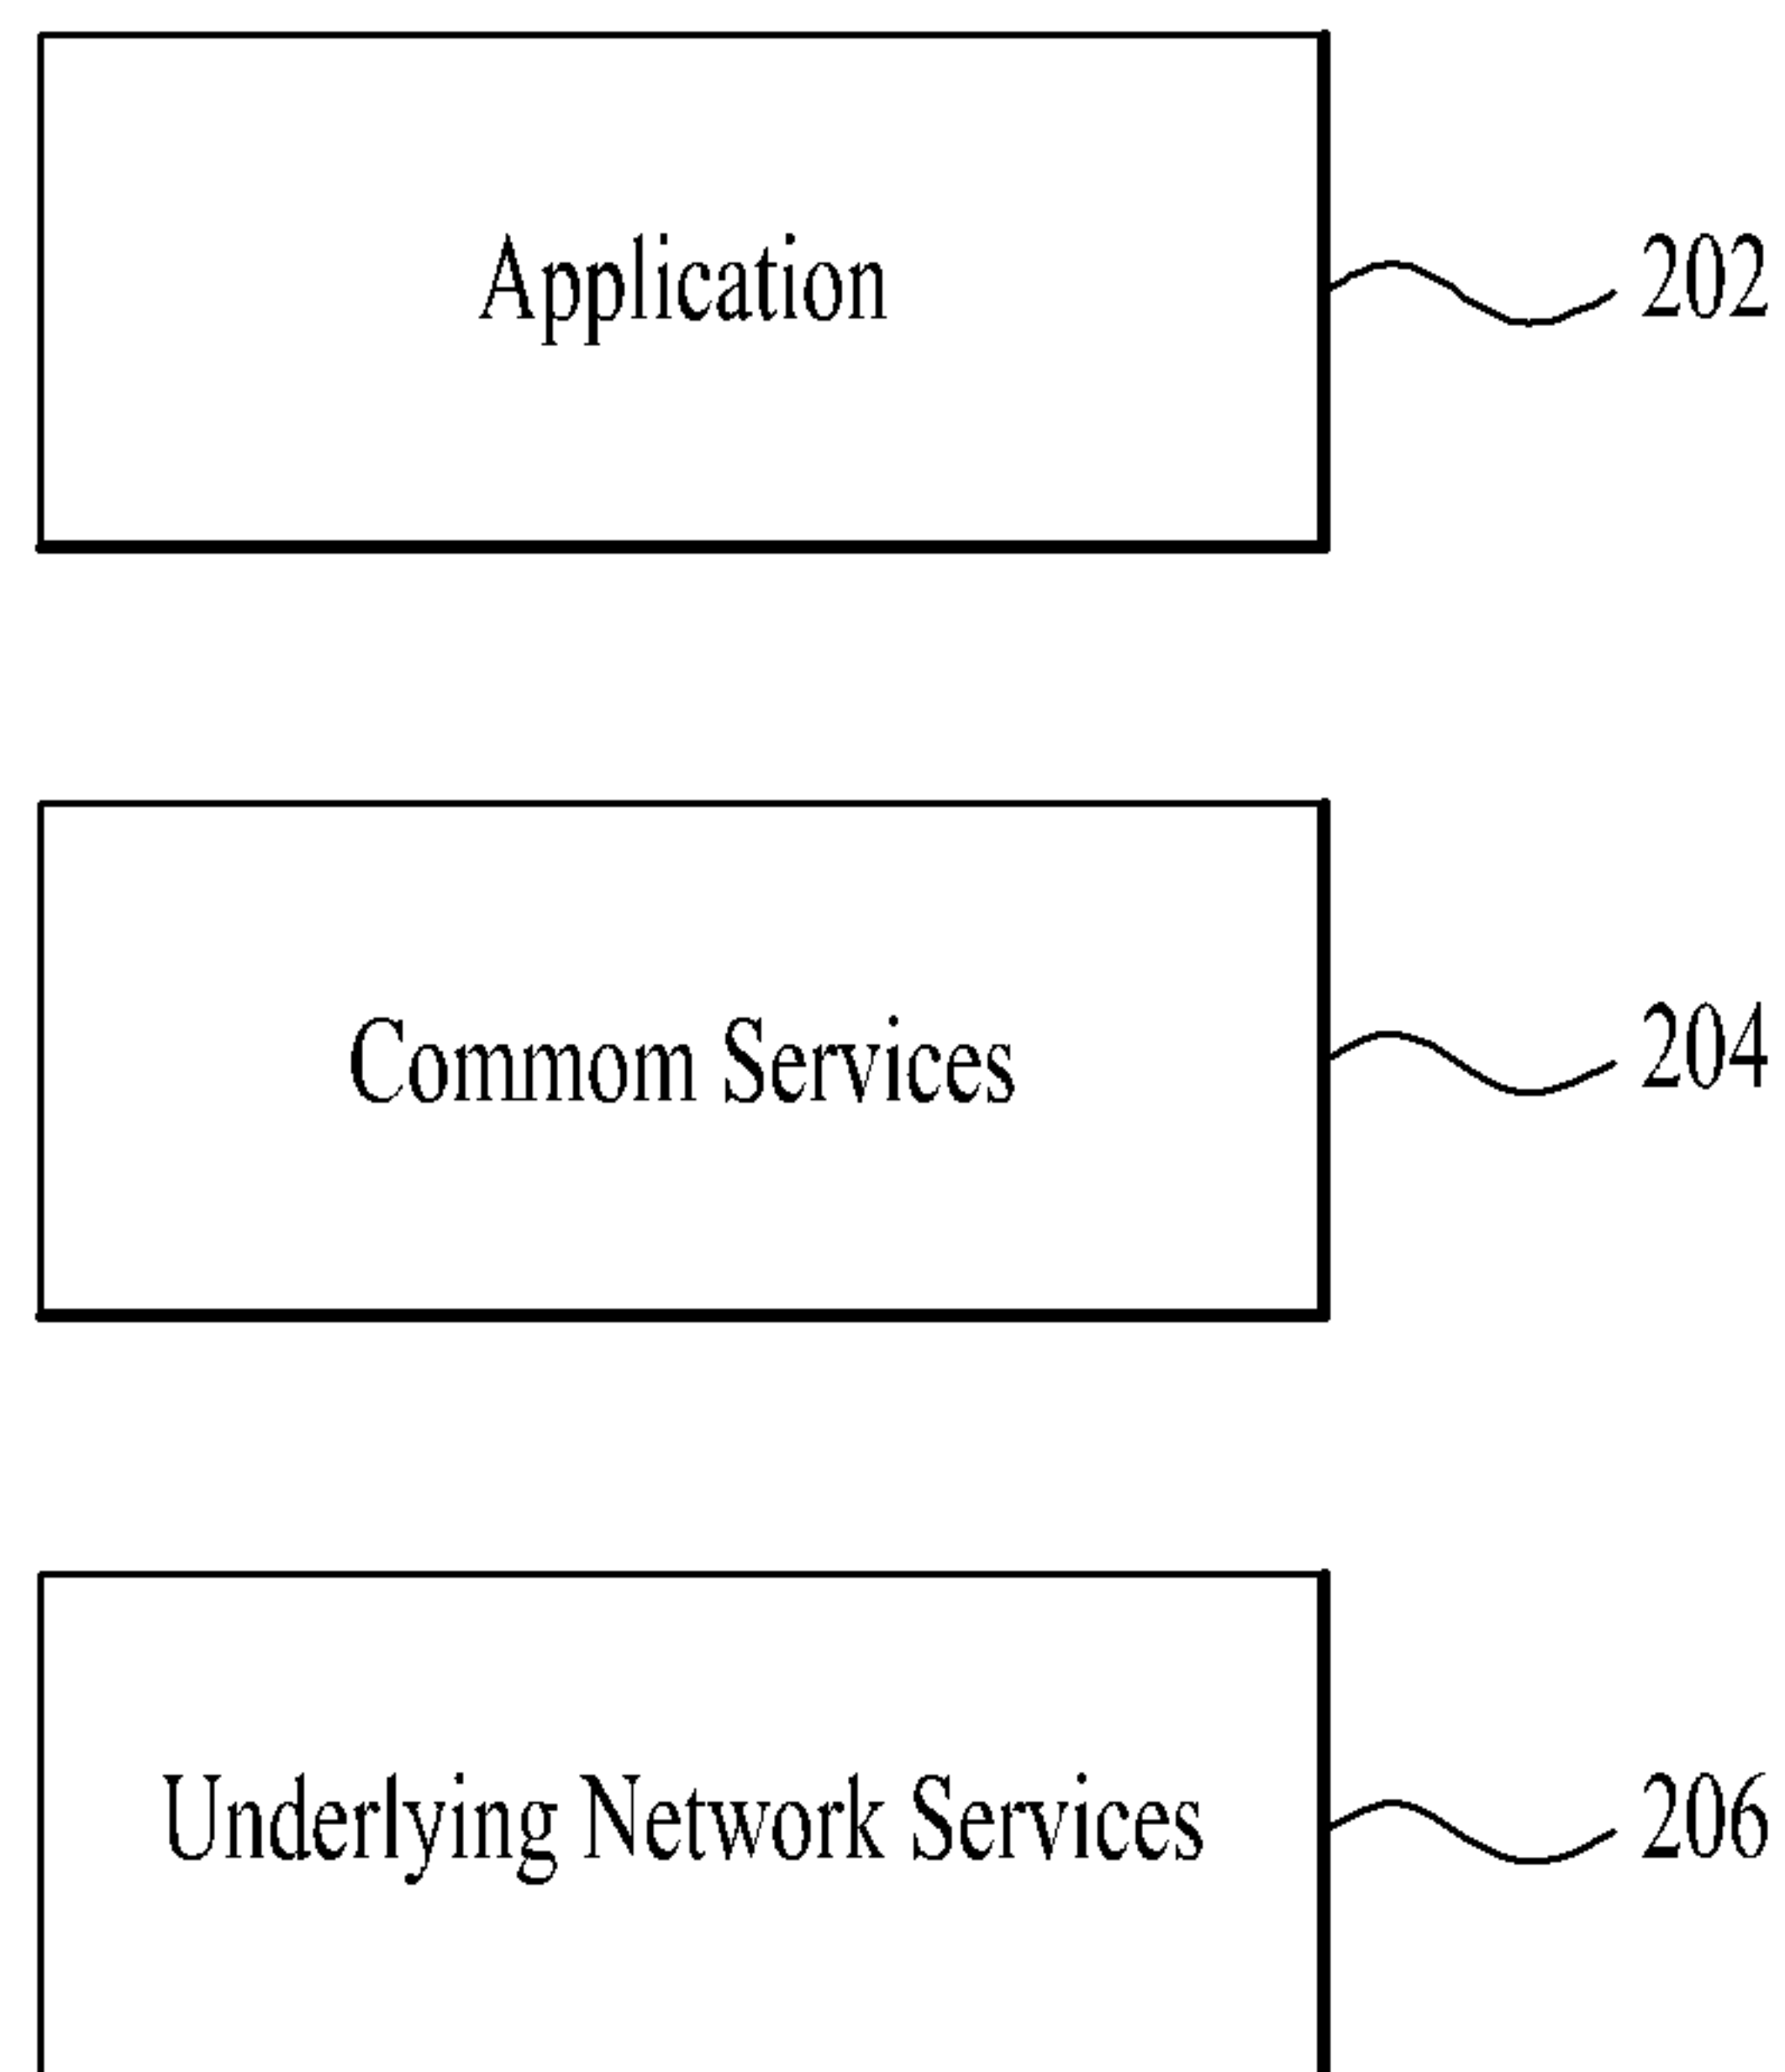 Application 202
Commom Services 204
Underlying Network Services 206